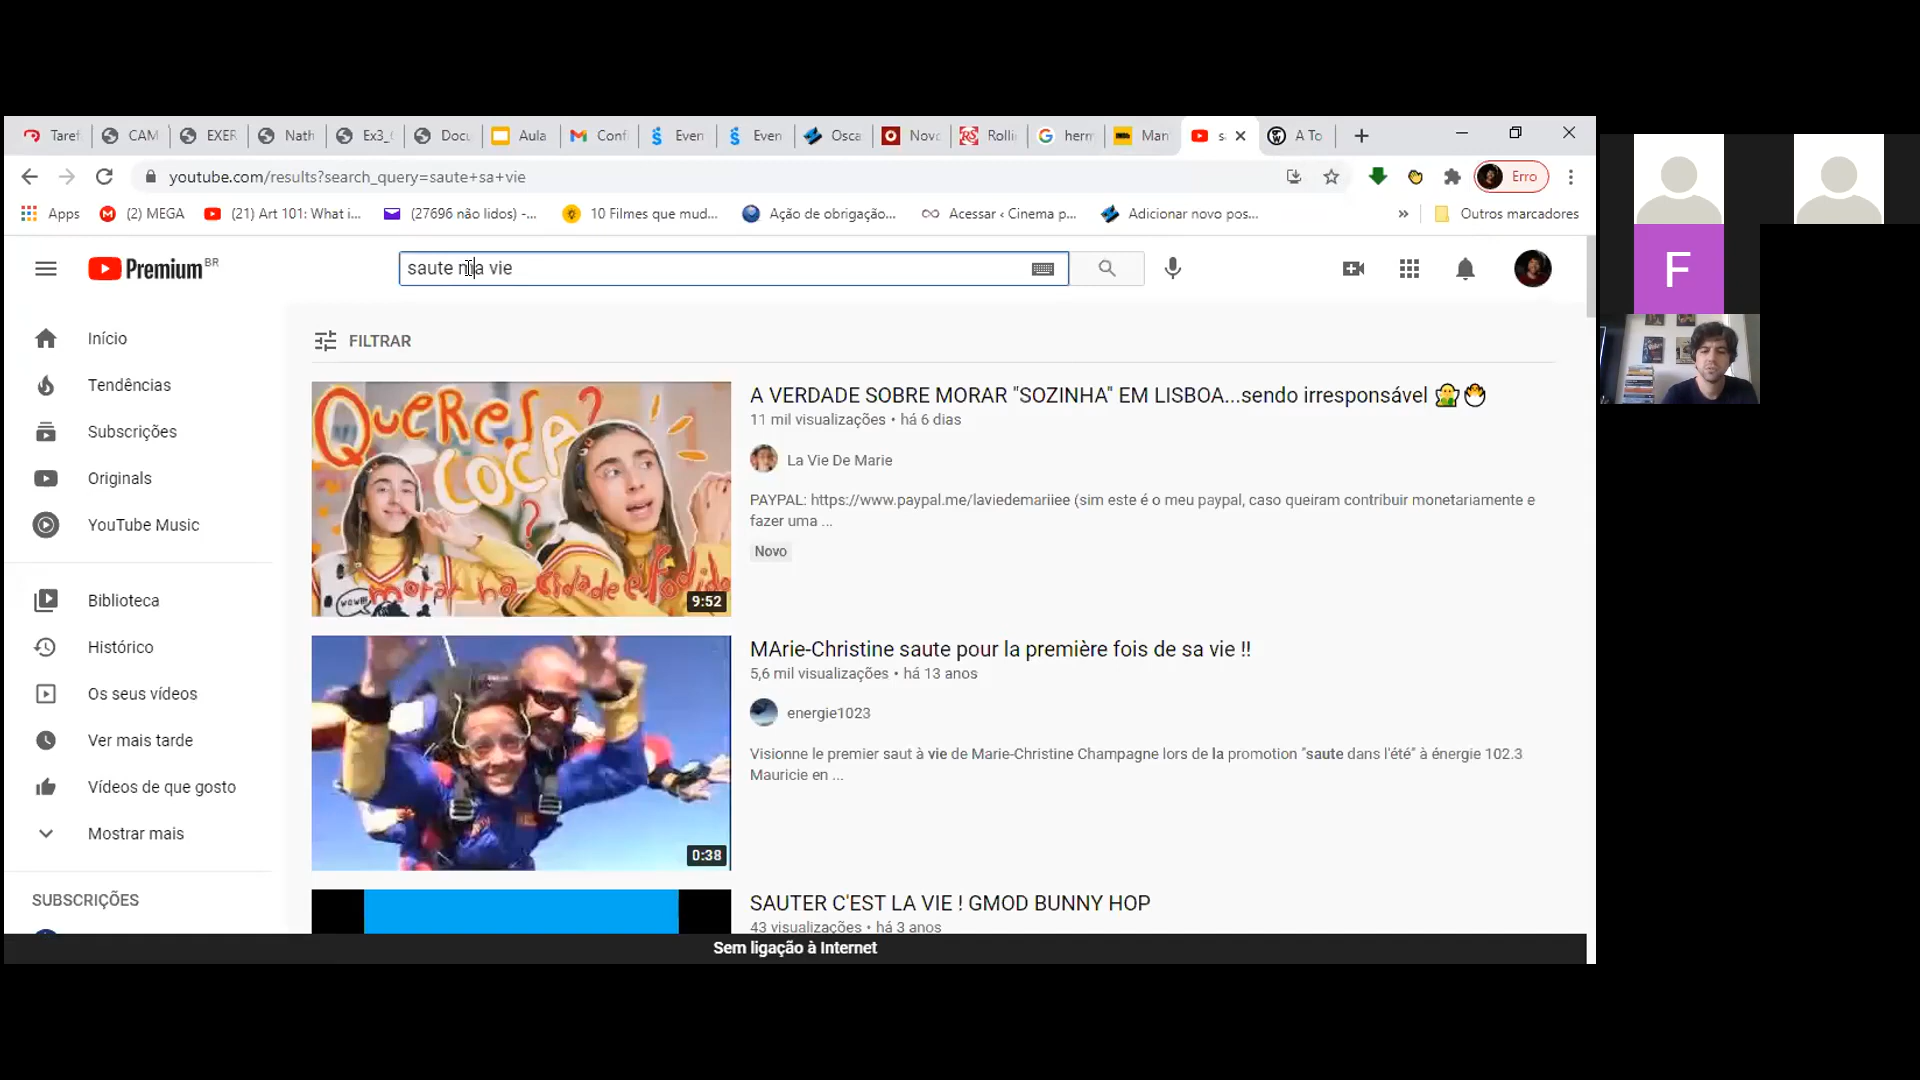 Taref CAM EXER Nath Ex3_ Docu Aula Confi Even Even Osca Novo Rolli herm Man s A To
youtube.com/results?search_query=saute+sa+vie Erro
Apps (2) MEGA (21) Art 101: What i... (27696 não lidos) -... 10 Filmes que mud... Ação de obrigação... Acessar ‹ Cinema p... Adicionar novo pos... » Outros marcadores
Premium BR
saute ma vie
Início
Tendências
Subscrições
Originals
YouTube Music
Biblioteca
Histórico
Os seus vídeos
Ver mais tarde
Vídeos de que gosto
Mostrar mais
SUBSCRIÇÕES
FILTRAR
QUERES COCA?
morar na cidade é fodido
9:52
A VERDADE SOBRE MORAR "SOZINHA" EM LISBOA...sendo irresponsável
11 mil visualizações • há 6 dias
La Vie De Marie
PAYPAL: https://www.paypal.me/laviedemariiee (sim este é o meu paypal, caso queiram contribuir monetariamente e
fazer uma ...
Novo
0:38
MArie-Christine saute pour la première fois de sa vie !!
5,6 mil visualizações • há 13 anos
energie1023
Visionne le premier saut à vie de Marie-Christine Champagne lors de la promotion "saute dans l'été" à énergie 102.3
Mauricie en ...
SAUTER C'EST LA VIE ! GMOD BUNNY HOP
43 visualizações • há 3 anos
Sem ligação à Internet
F